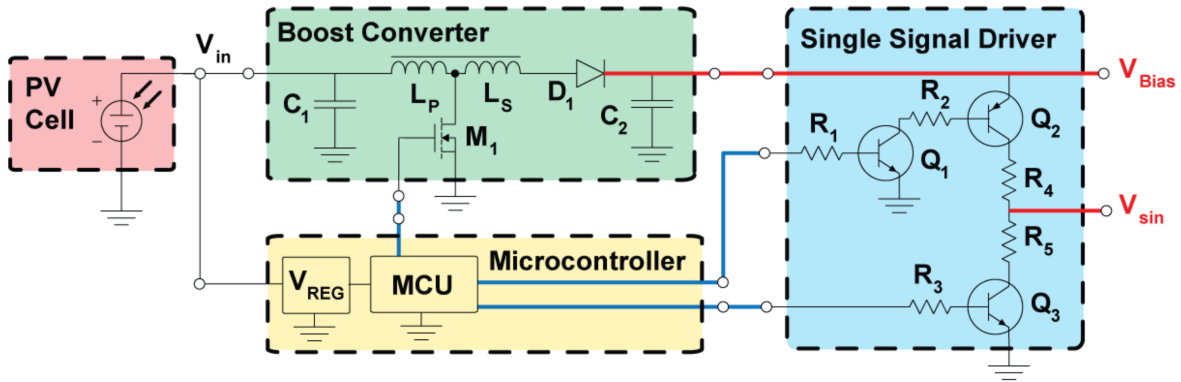 Boost Converter
Single Signal Driver
V_in
PV
Cell
+
−
C_1
L_P
L_S
D_1
C_2
M_1
V_Bias
R_1
R_2
Q_1
Q_2
R_4
V_sin
R_5
R_3
Q_3
Microcontroller
V_REG
MCU